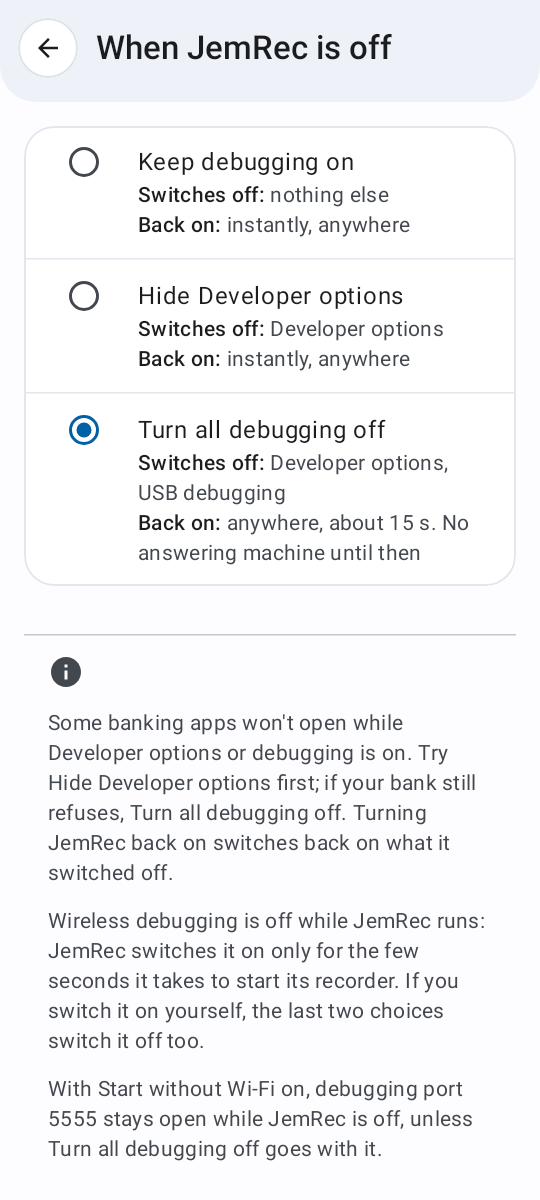 When JemRec is off
Keep debugging on
Switches off: nothing else
Back on: instantly, anywhere
Hide Developer options
Switches off: Developer options
Back on: instantly, anywhere
Turn all debugging off
Switches off: Developer options,
USB debugging
Back on: anywhere, about 15 s. No
answering machine until then
Some banking apps won't open while
Developer options or debugging is on. Try
Hide Developer options first; if your bank still
refuses, Turn all debugging off. Turning
JemRec back on switches back on what it
switched off.
Wireless debugging is off while JemRec runs:
JemRec switches it on only for the few
seconds it takes to start its recorder. If you
switch it on yourself, the last two choices
switch it off too.
With Start without Wi-Fi on, debugging port
5555 stays open while JemRec is off, unless
Turn all debugging off goes with it.